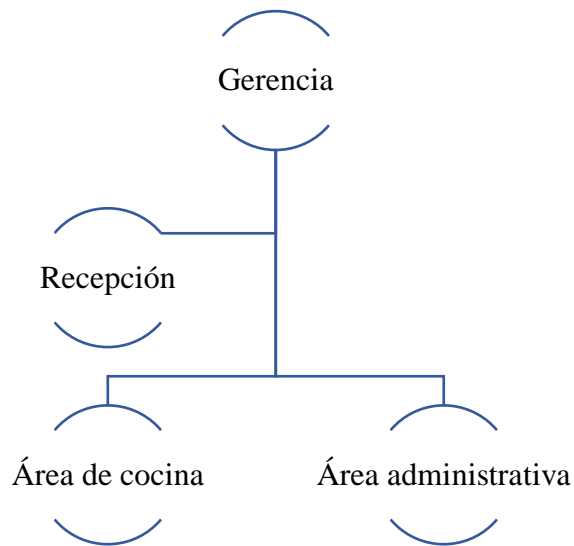 Gerencia
Recepción
Área de cocina
Área administrativa